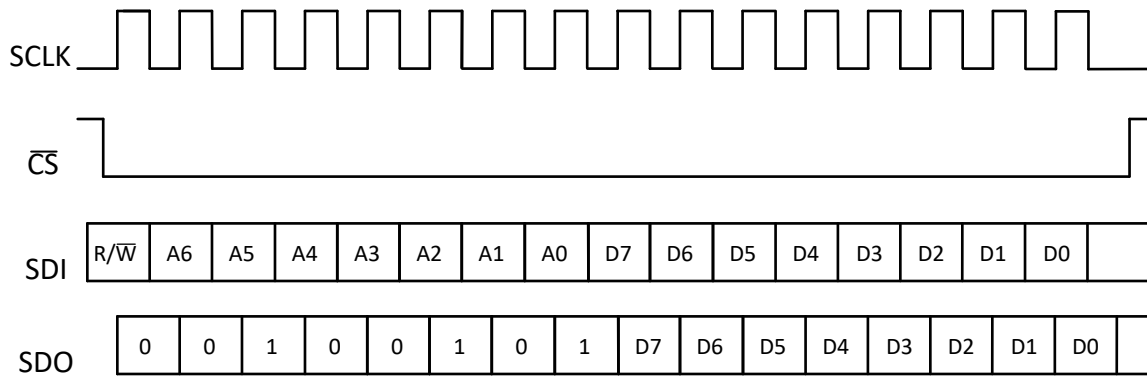 SCLK
C̅S̅
SDI R/W̅ A6 A5 A4 A3 A2 A1 A0 D7 D6 D5 D4 D3 D2 D1 D0
SDO 0 0 1 0 0 1 0 1 D7 D6 D5 D4 D3 D2 D1 D0